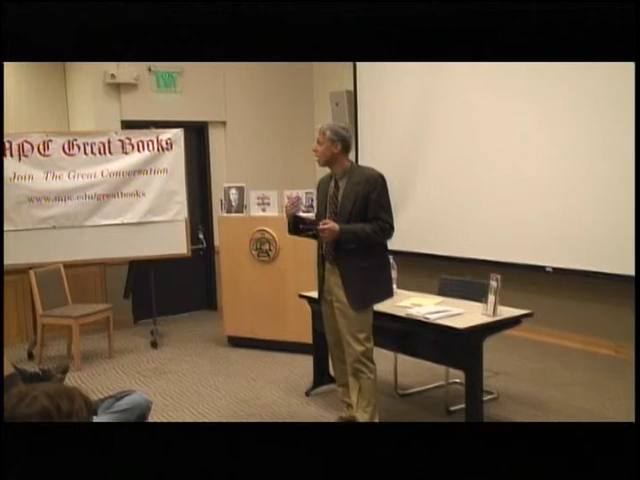 MPC Great Books
Join The Great Conversation
www.mpc.edu/greatbooks
EXIT